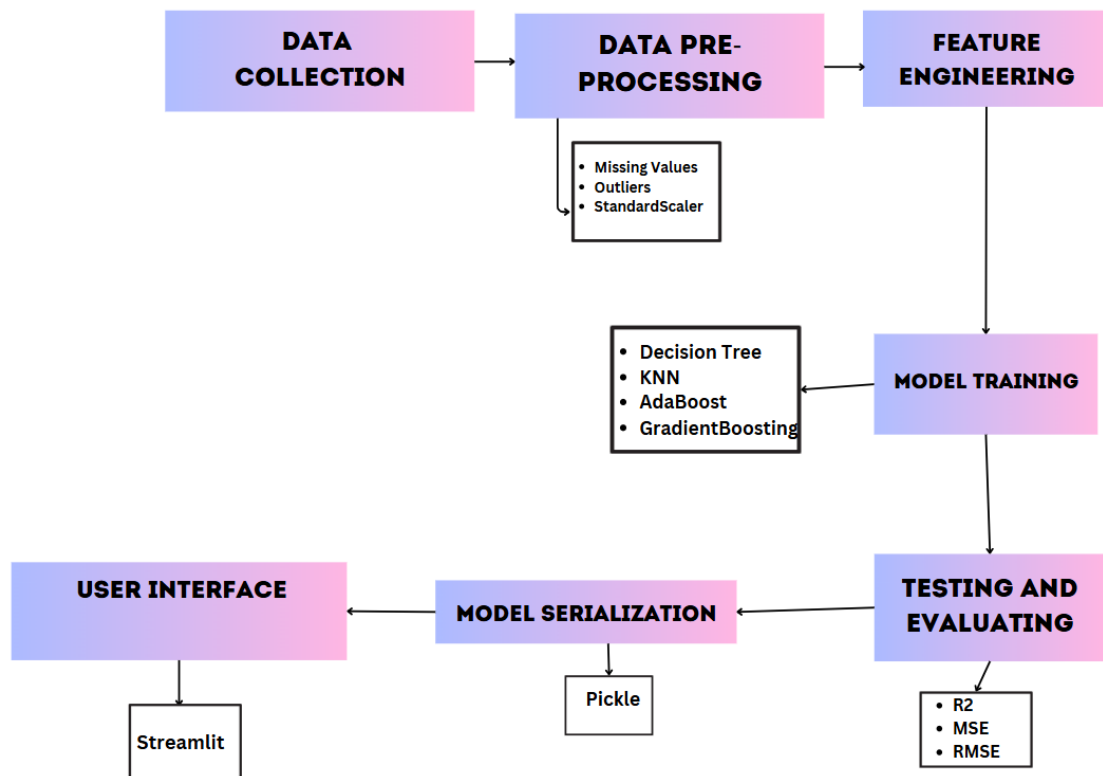 DATA
COLLECTION
DATA PRE-
PROCESSING
FEATURE
ENGINEERING
• Missing Values
• Outliers
• StandardScaler
• Decision Tree
• KNN
• AdaBoost
• GradientBoosting
MODEL TRAINING
TESTING AND
EVALUATING
• R2
• MSE
• RMSE
MODEL SERIALIZATION
Pickle
USER INTERFACE
Streamlit